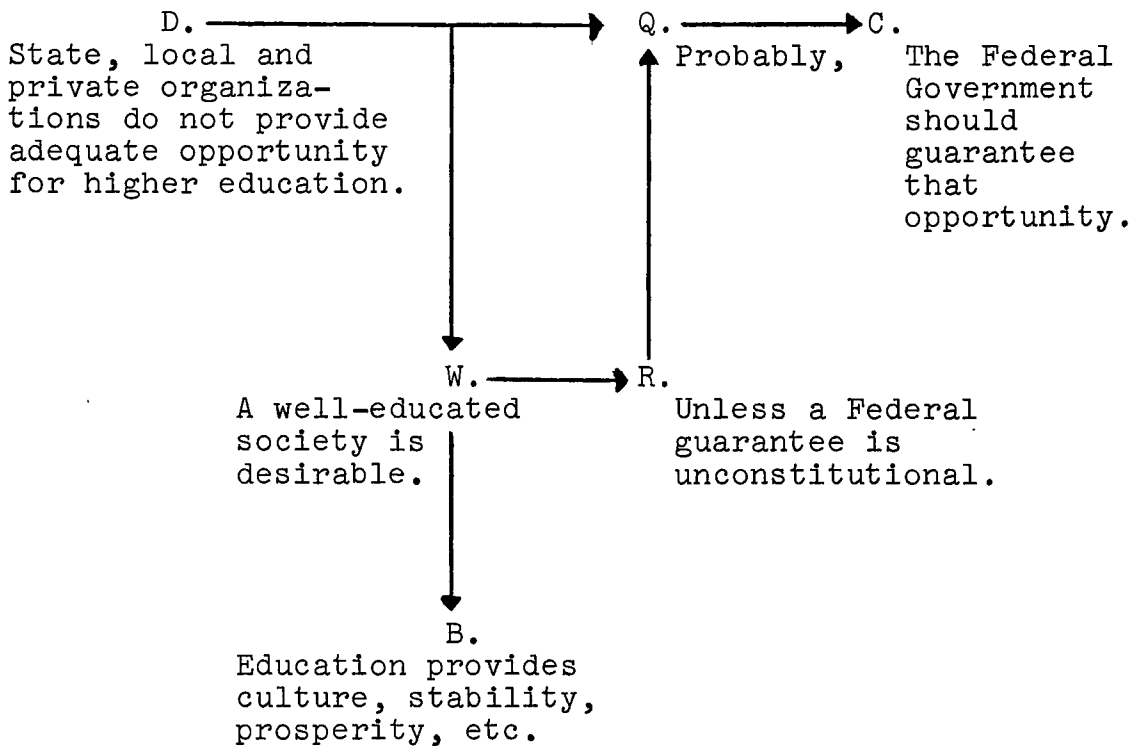 D.
State, local and
private organiza-
tions do not provide
adequate opportunity
for higher education.
Q.
Probably,
C.
The Federal
Government
should
guarantee
that
opportunity.
W.
A well-educated
society is
desirable.
R.
Unless a Federal
guarantee is
unconstitutional.
B.
Education provides
culture, stability,
prosperity, etc.